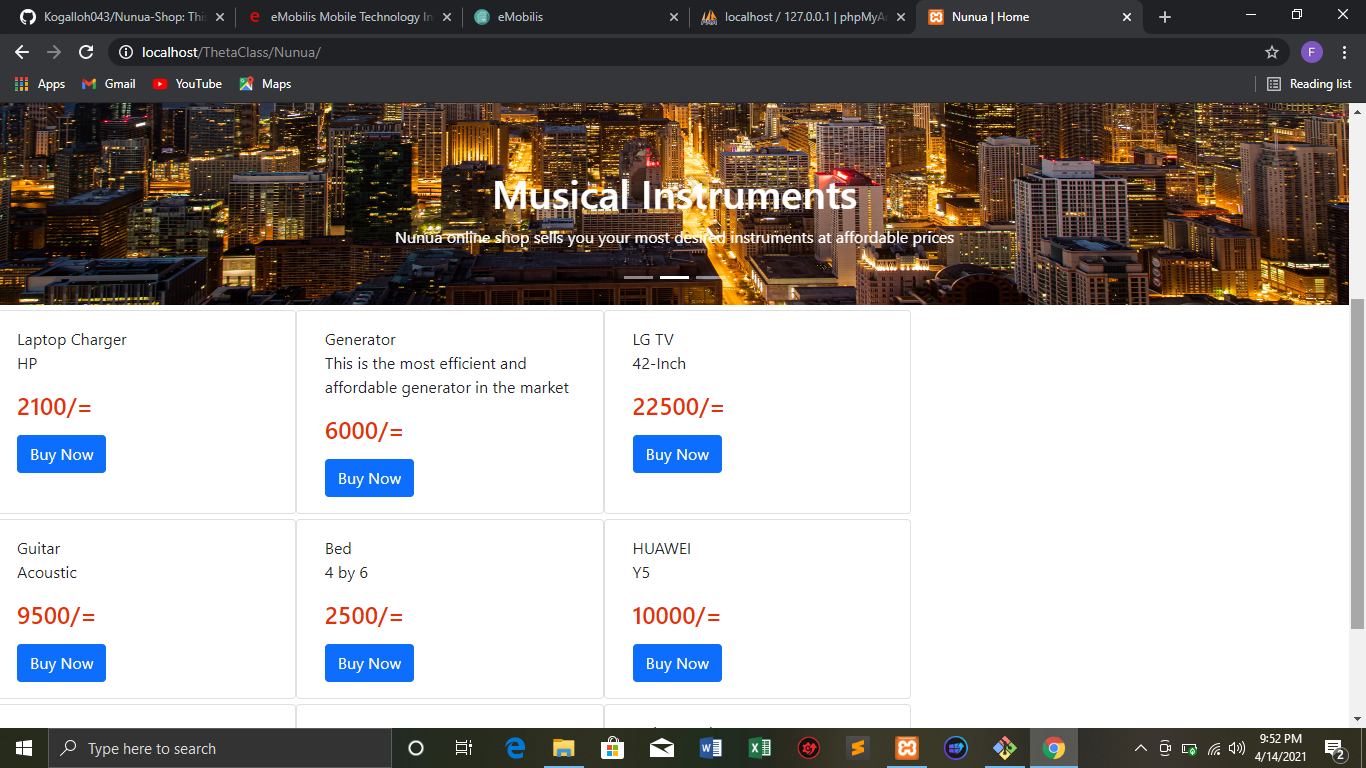 Kogalloh043/Nunua-Shop: Thi
eMobilis Mobile Technology In
eMobilis
localhost / 127.0.0.1 | phpMyA
Nunua | Home
localhost/ThetaClass/Nunua/
F
Apps
Gmail
YouTube
Maps
Reading list
Musical Instruments
Nunua online shop sells you your most desired instruments at affordable prices
Laptop Charger
HP
2100/=
Buy Now
Generator
This is the most efficient and
affordable generator in the market
6000/=
Buy Now
LG TV
42-Inch
22500/=
Buy Now
Guitar
Acoustic
9500/=
Buy Now
Bed
4 by 6
2500/=
Buy Now
HUAWEI
Y5
10000/=
Buy Now
Type here to search
9:52 PM
4/14/2021
2